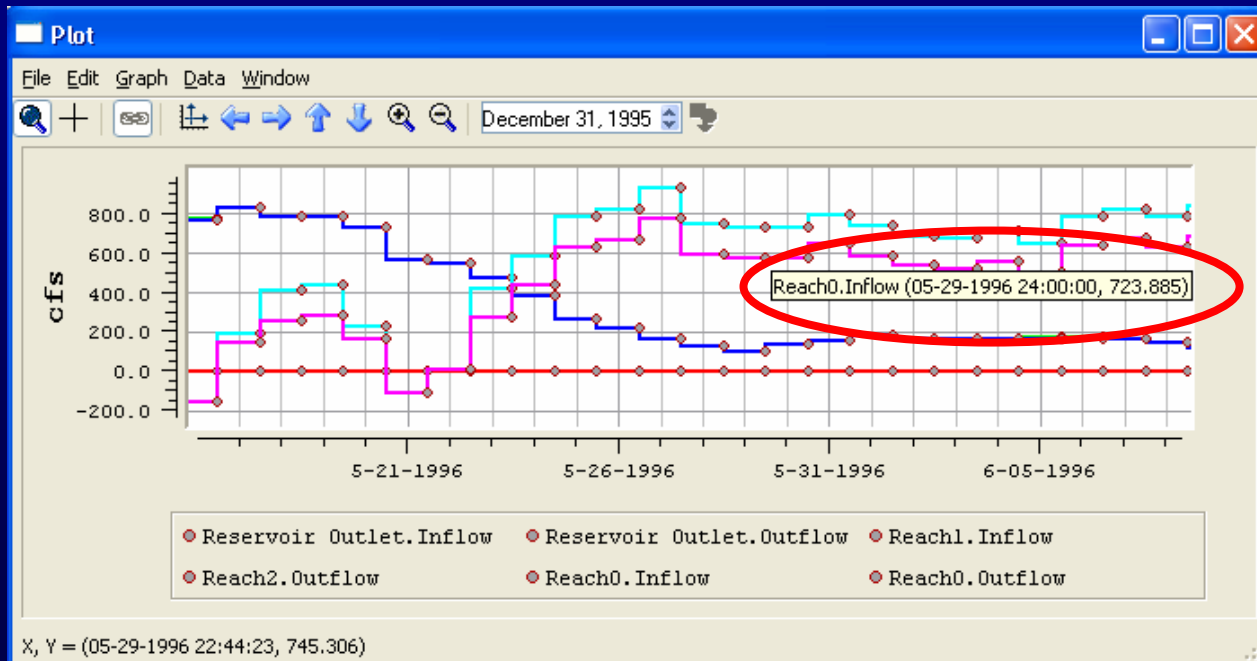 Plot
File Edit Graph Data Window
December 31, 1995
800.0
600.0
400.0
200.0
0.0
-200.0
cfs
Reach0.Inflow (05-29-1996 24:00:00, 723.885)
5-21-1996 5-26-1996 5-31-1996 6-05-1996
Reservoir Outlet.Inflow Reservoir Outlet.Outflow Reach1.Inflow
Reach2.Outflow Reach0.Inflow Reach0.Outflow
X, Y = (05-29-1996 22:44:23, 745.306)